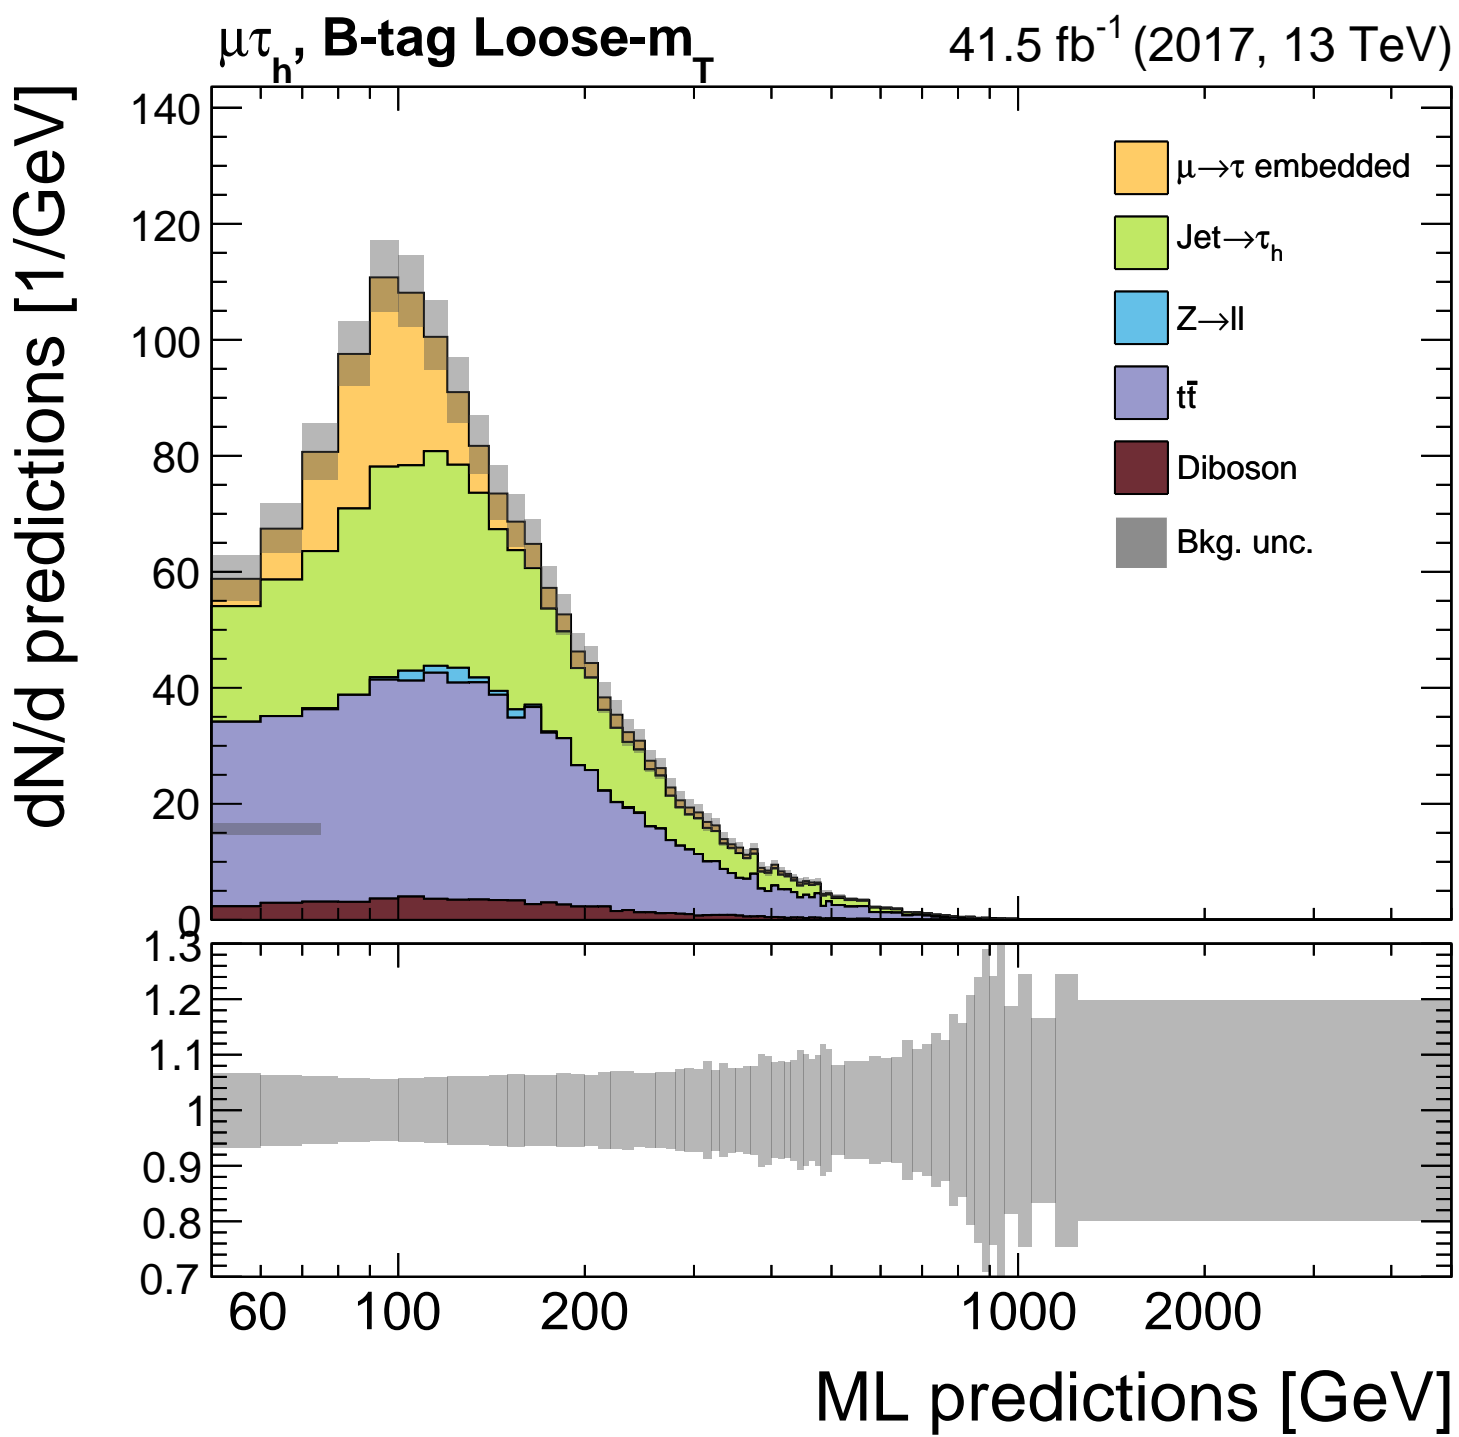 μτh, B-tag Loose-mT 41.5 fb-1 (2017, 13 TeV)
dN/d predictions [1/GeV]
140
120
100
80
60
40
20
0
μ→τ embedded
Jet→τh
Z→ll
tt̄
Diboson
Bkg. unc.
1.3
1.2
1.1
1
0.9
0.8
0.7
60 100 200 1000 2000
ML predictions [GeV]